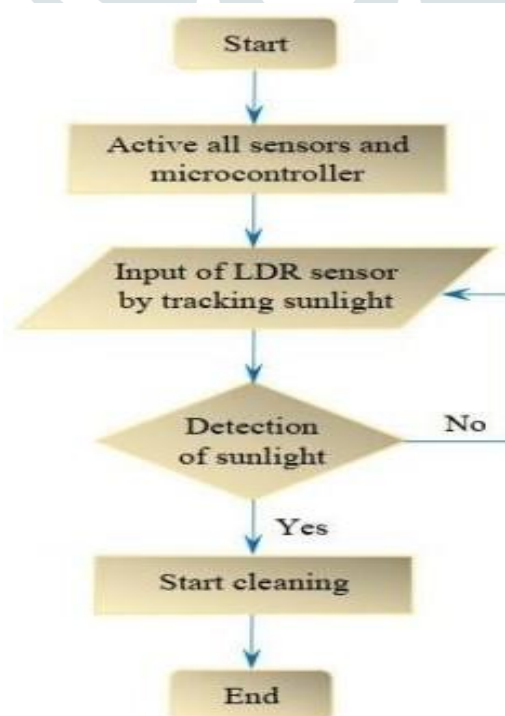 Start
Active all sensors and
microcontroller
Input of LDR sensor
by tracking sunlight
Detection
of sunlight
No
Yes
Start cleaning
End